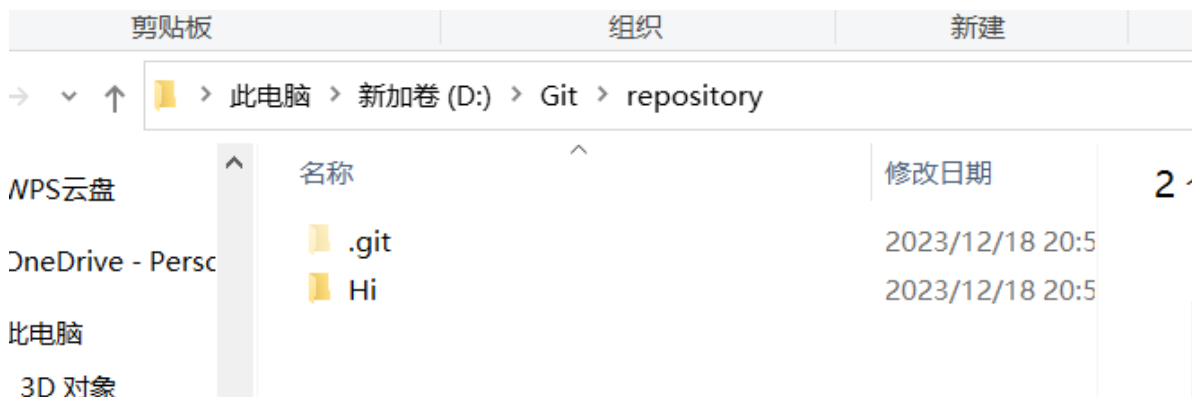 剪贴板 组织 新建
此电脑 新加卷 (D:) Git repository
名称 修改日期
WPS云盘
.git 2023/12/18 20:5
OneDrive - Persc
Hi 2023/12/18 20:5
此电脑
3D 对象
2